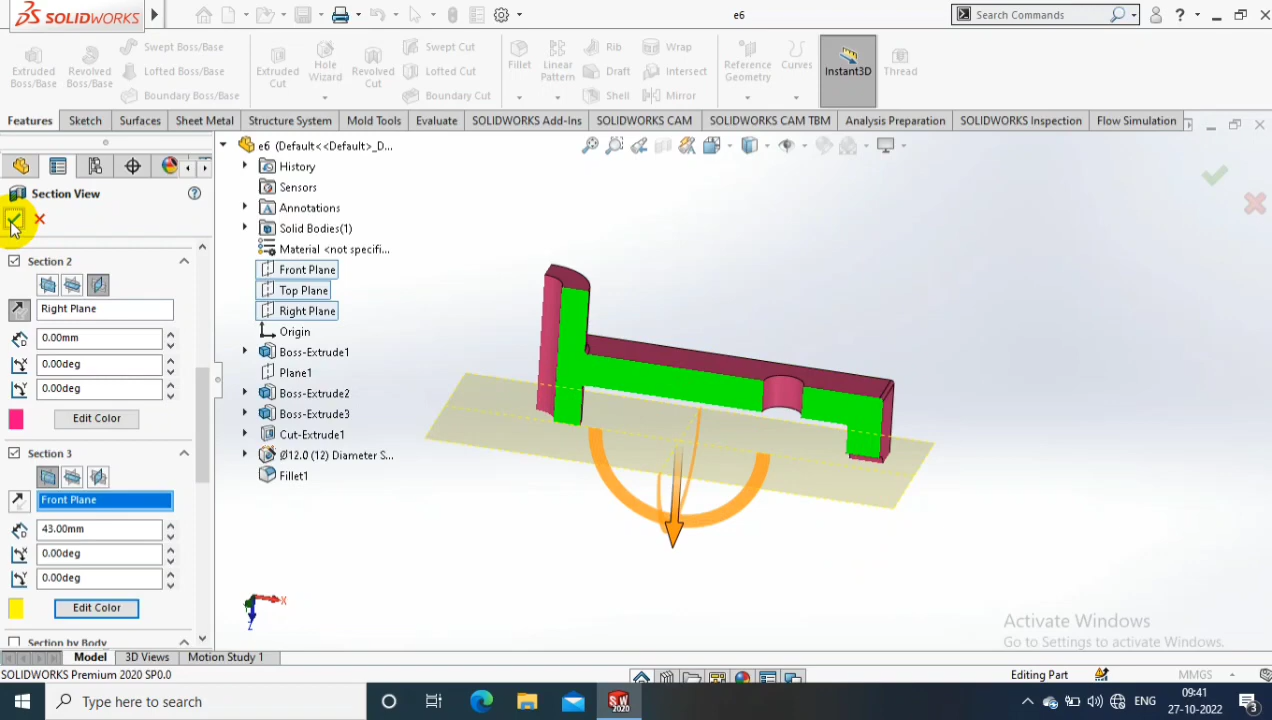 SOLIDWORKS
e6
Search Commands
Extruded Boss/Base
Revolved Boss/Base
Swept Boss/Base
Lofted Boss/Base
Boundary Boss/Base
Extruded Cut
Hole Wizard
Revolved Cut
Swept Cut
Lofted Cut
Boundary Cut
Fillet
Linear Pattern
Rib
Draft
Shell
Wrap
Intersect
Mirror
Reference Geometry
Curves
Instant3D
Thread
Features
Sketch
Surfaces
Sheet Metal
Structure System
Mold Tools
Evaluate
SOLIDWORKS Add-Ins
SOLIDWORKS CAM
SOLIDWORKS CAM TBM
Analysis Preparation
SOLIDWORKS Inspection
Flow Simulation
Section View
Section 2
Right Plane
0.00mm
0.00deg
0.00deg
Edit Color
Section 3
Front Plane
43.00mm
0.00deg
0.00deg
Edit Color
Section by Body
e6 (Default<<Default>_D...
History
Sensors
Annotations
Solid Bodies(1)
Material <not specifi...
Front Plane
Top Plane
Right Plane
Origin
Boss-Extrude1
Plane1
Boss-Extrude2
Boss-Extrude3
Cut-Extrude1
Ø12.0 (12) Diameter S...
Fillet1
X
Z
Activate Windows
Go to Settings to activate Windows.
Model
3D Views
Motion Study 1
SOLIDWORKS Premium 2020 SP0.0
Editing Part
MMGS
Type here to search
SW
2020
ENG
09:41
27-10-2022
3